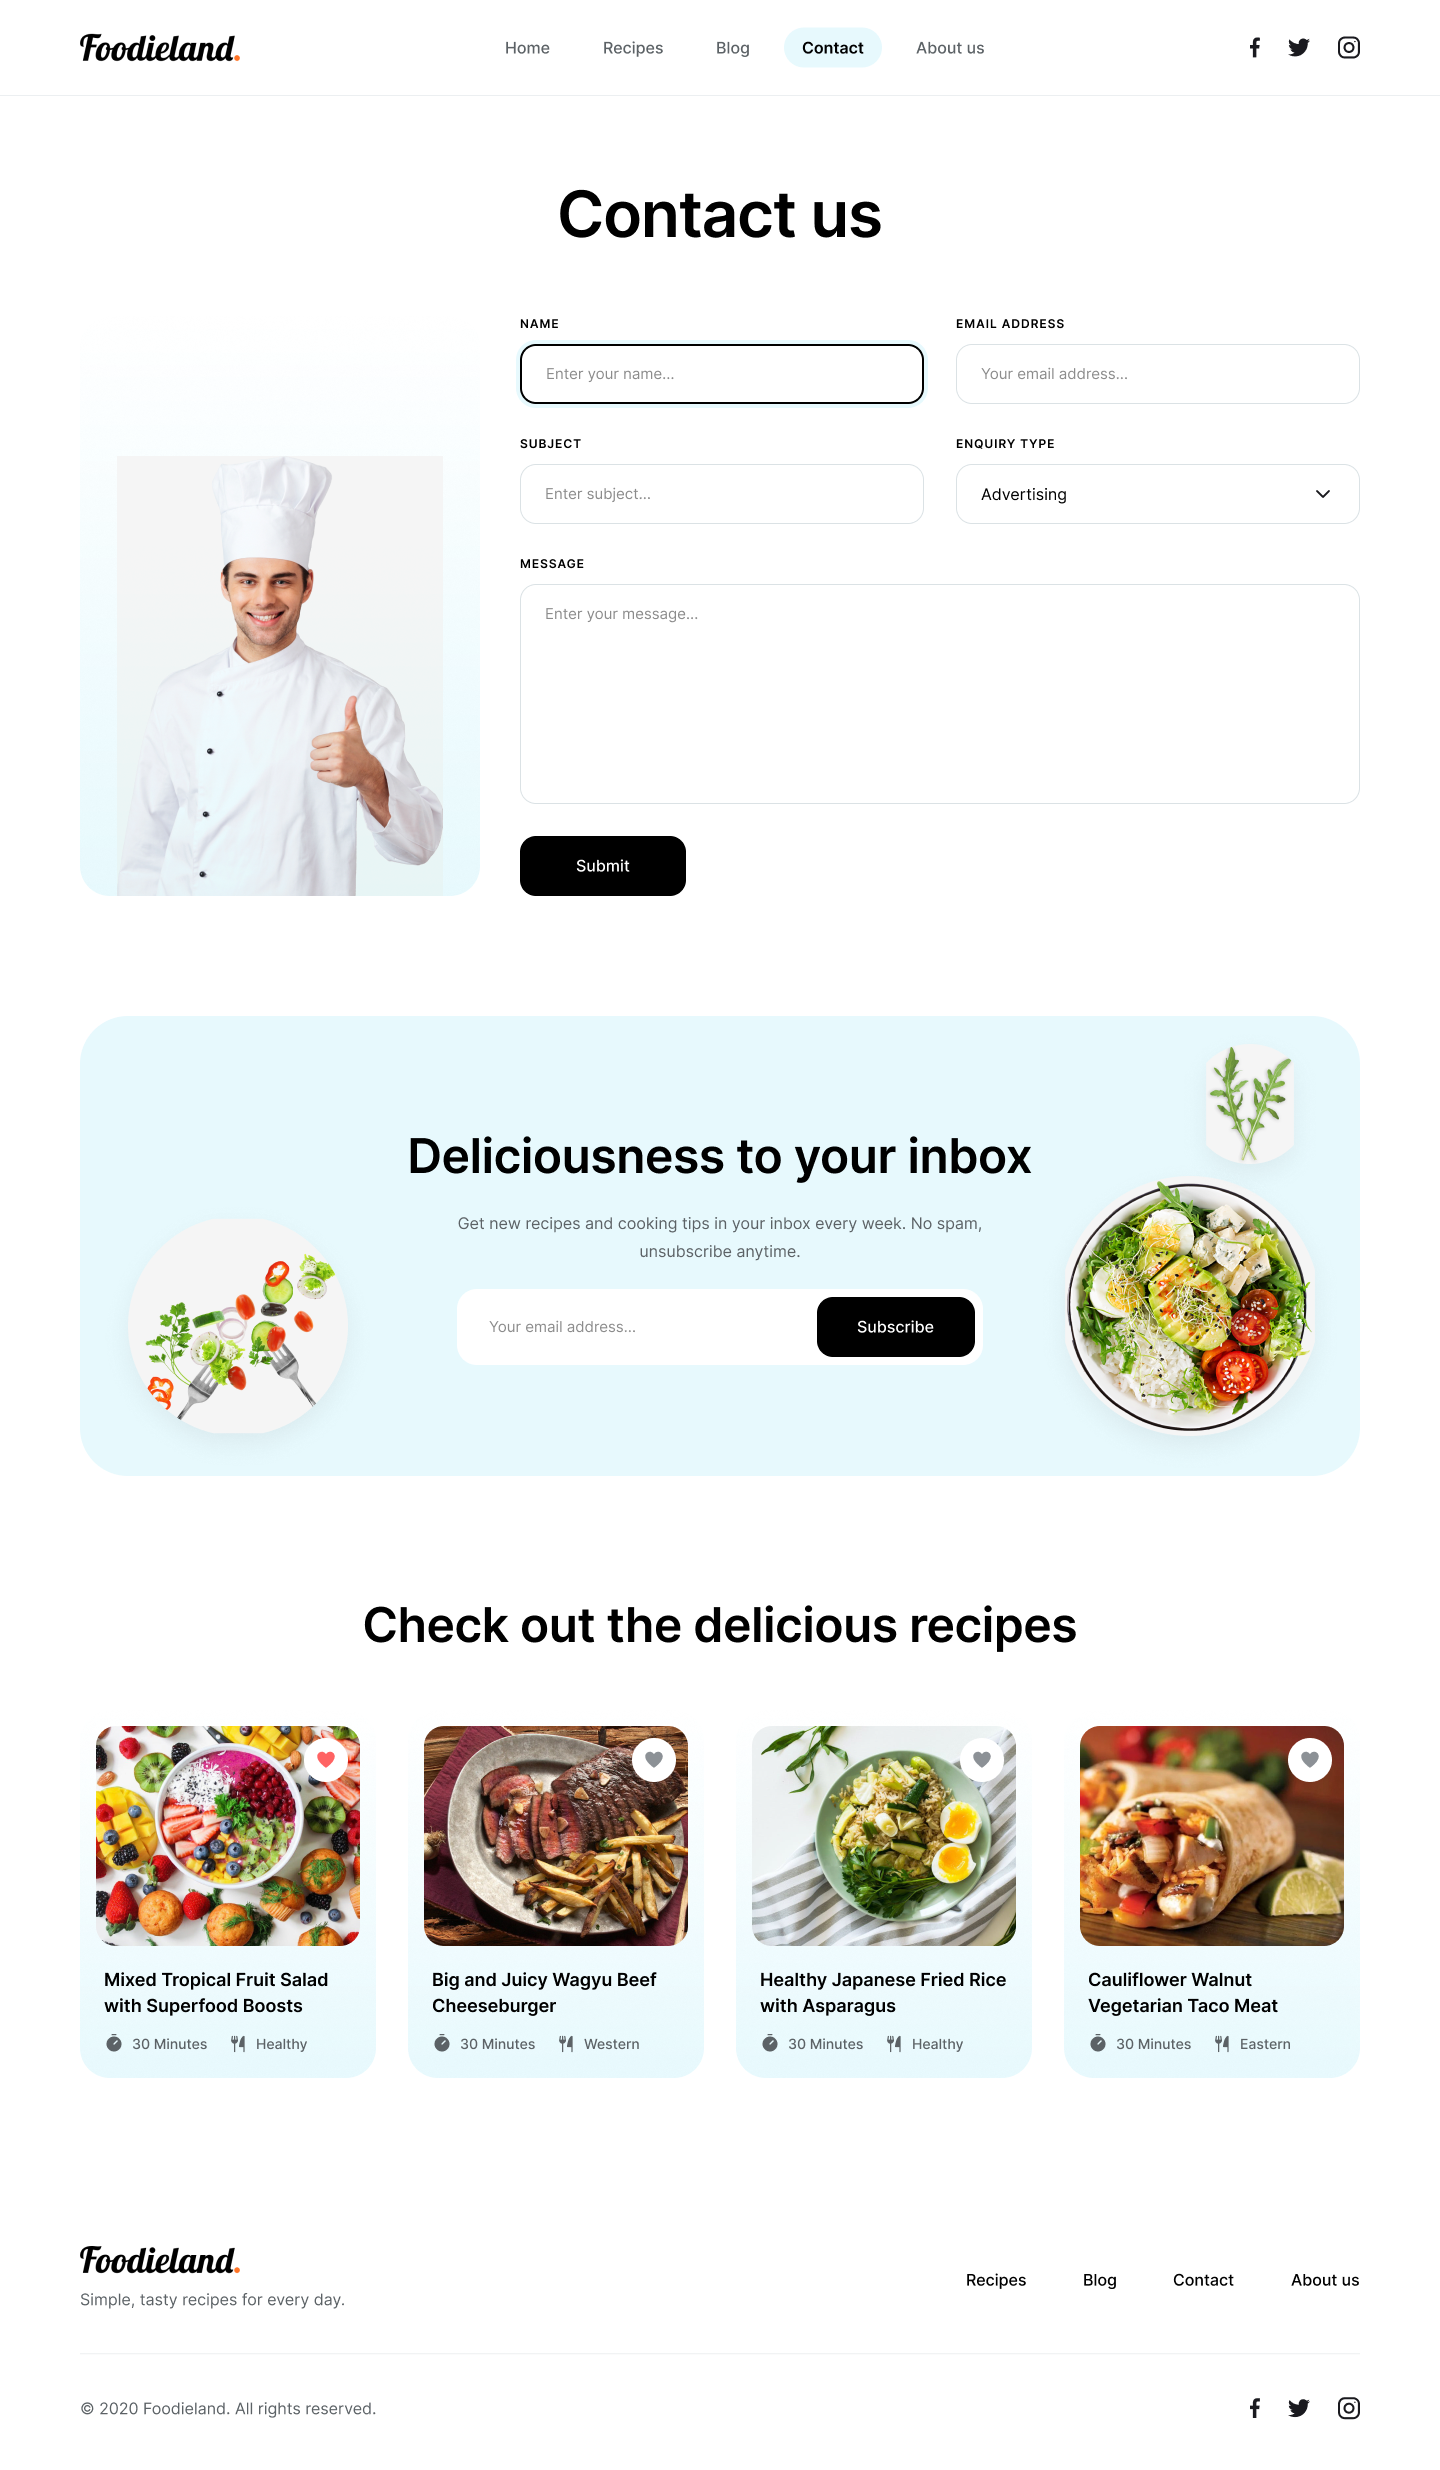 Foodieland.
Home
Recipes
Blog
Contact
About us
Contact us
NAME
EMAIL ADDRESS
Enter your name...
Your email address...
SUBJECT
ENQUIRY TYPE
Enter subject...
Advertising
MESSAGE
Enter your message...
Submit
Deliciousness to your inbox
Get new recipes and cooking tips in your inbox every week. No spam,
unsubscribe anytime.
Your email address...
Subscribe
Check out the delicious recipes
Mixed Tropical Fruit Salad
with Superfood Boosts
30 Minutes
Healthy
Big and Juicy Wagyu Beef
Cheeseburger
30 Minutes
Western
Healthy Japanese Fried Rice
with Asparagus
30 Minutes
Healthy
Cauliflower Walnut
Vegetarian Taco Meat
30 Minutes
Eastern
Foodieland.
Simple, tasty recipes for every day.
Recipes
Blog
Contact
About us
© 2020 Foodieland. All rights reserved.